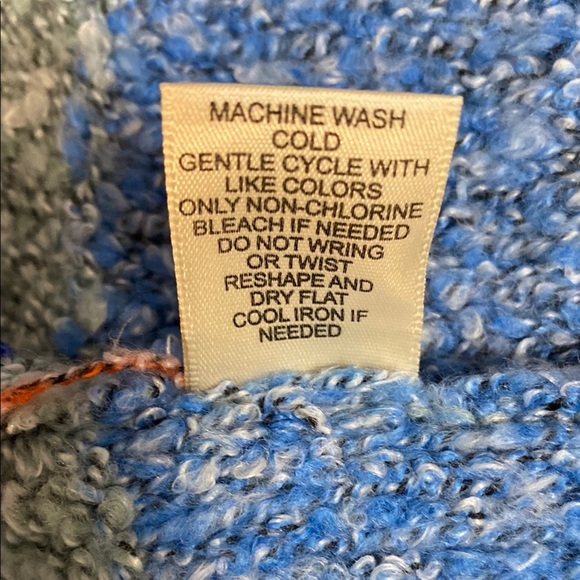 MACHINE WASH
COLD
GENTLE CYCLE WITH
LIKE COLORS
ONLY NON-CHLORINE
BLEACH IF NEEDED
DO NOT WRING
OR TWIST
RESHAPE AND
DRY FLAT
COOL IRON IF
NEEDED